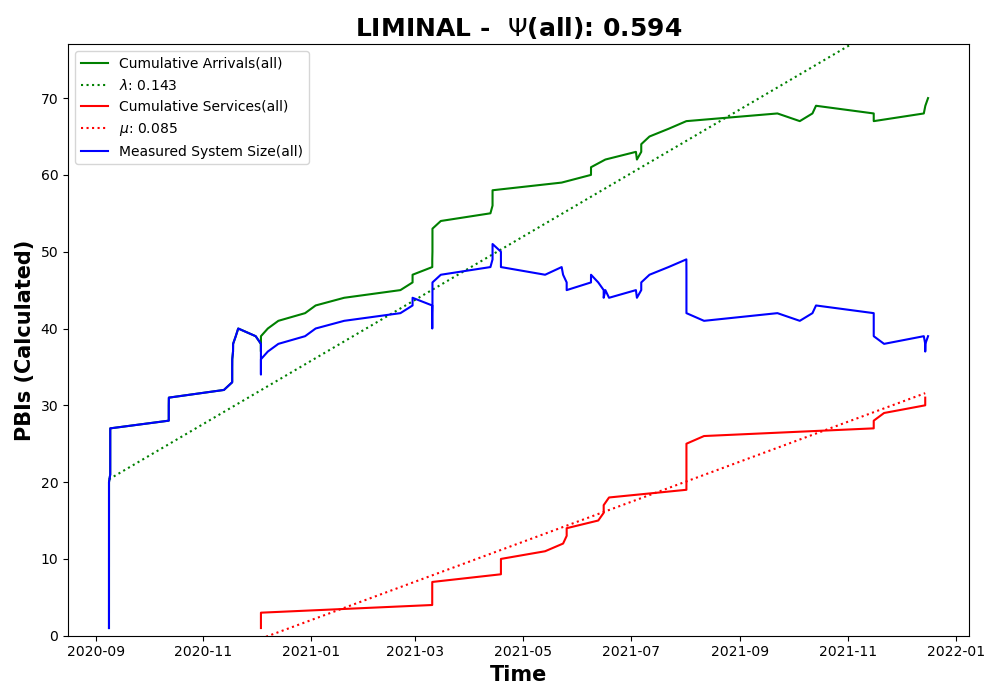 LIMINAL - Ψ(all): 0.594
Cumulative Arrivals(all)
λ: 0.143
Cumulative Services(all)
μ: 0.085
Measured System Size(all)
PBIs (Calculated)
70
60
50
40
30
20
10
0
2020-09 2020-11 2021-01 2021-03 2021-05 2021-07 2021-09 2021-11 2022-01
Time